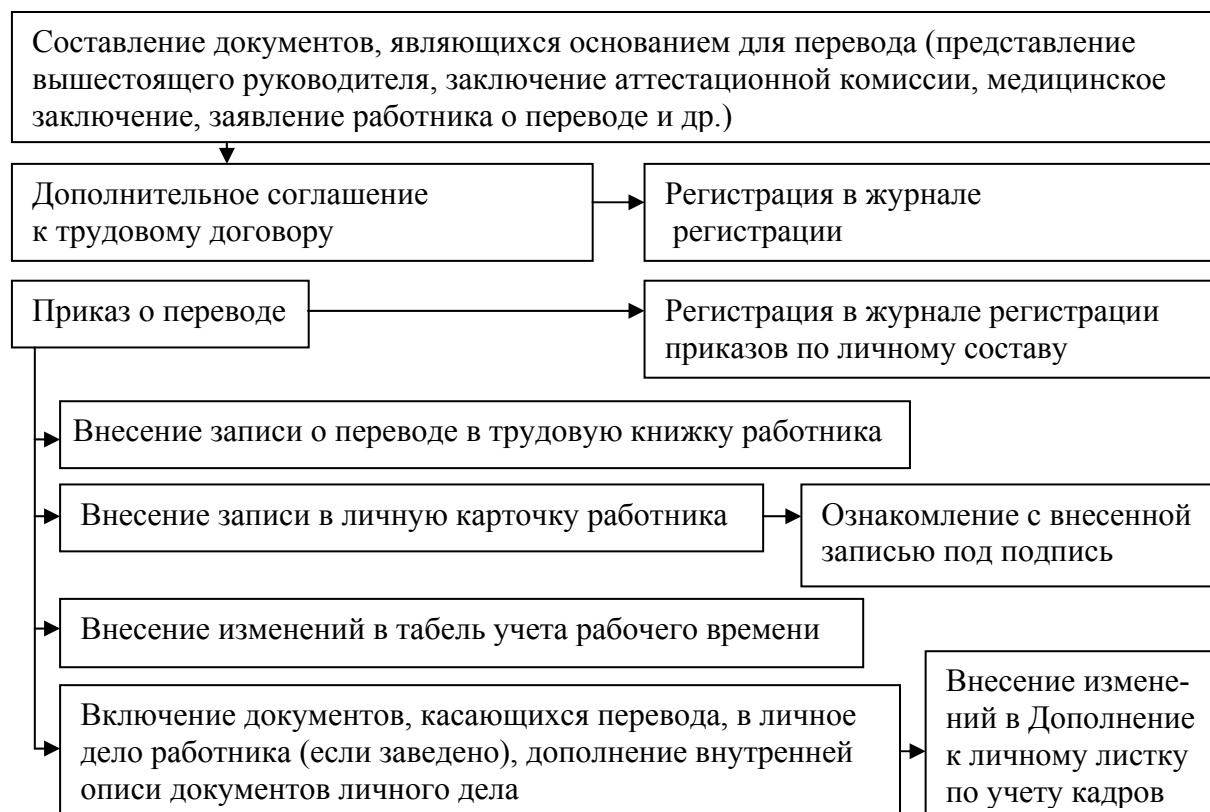 Составление документов, являющихся основанием для перевода (представление
вышестоящего руководителя, заключение аттестационной комиссии, медицинское
заключение, заявление работника о переводе и др.)
Дополнительное соглашение
к трудовому договору
Регистрация в журнале
регистрации
Приказ о переводе
Регистрация в журнале регистрации
приказов по личному составу
Внесение записи о переводе в трудовую книжку работника
Внесение записи в личную карточку работника
Ознакомление с внесенной
записью под подпись
Внесение изменений в табель учета рабочего времени
Включение документов, касающихся перевода, в личное
дело работника (если заведено), дополнение внутренней
описи документов личного дела
Внесение измене-
ний в Дополнение
к личному листку
по учету кадров